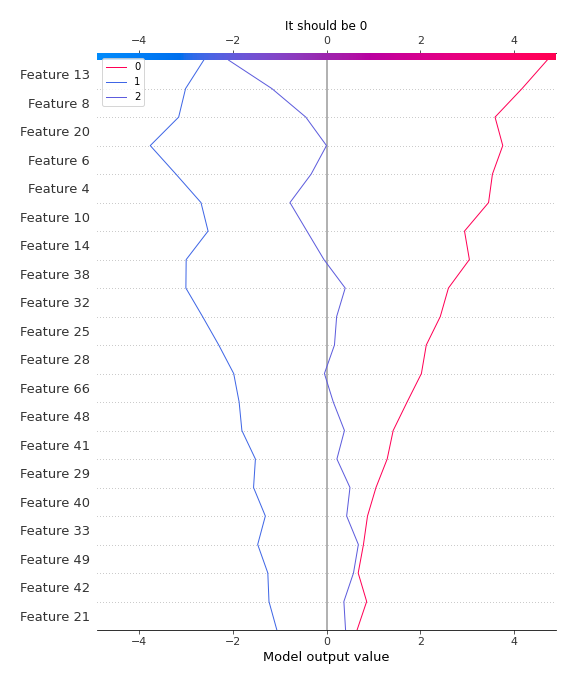 It should be 0
−4 −2 0 2 4
0
1
2
Feature 13
Feature 8
Feature 20
Feature 6
Feature 4
Feature 10
Feature 14
Feature 38
Feature 32
Feature 25
Feature 28
Feature 66
Feature 48
Feature 41
Feature 29
Feature 40
Feature 33
Feature 49
Feature 42
Feature 21
−4 −2 0 2 4
Model output value